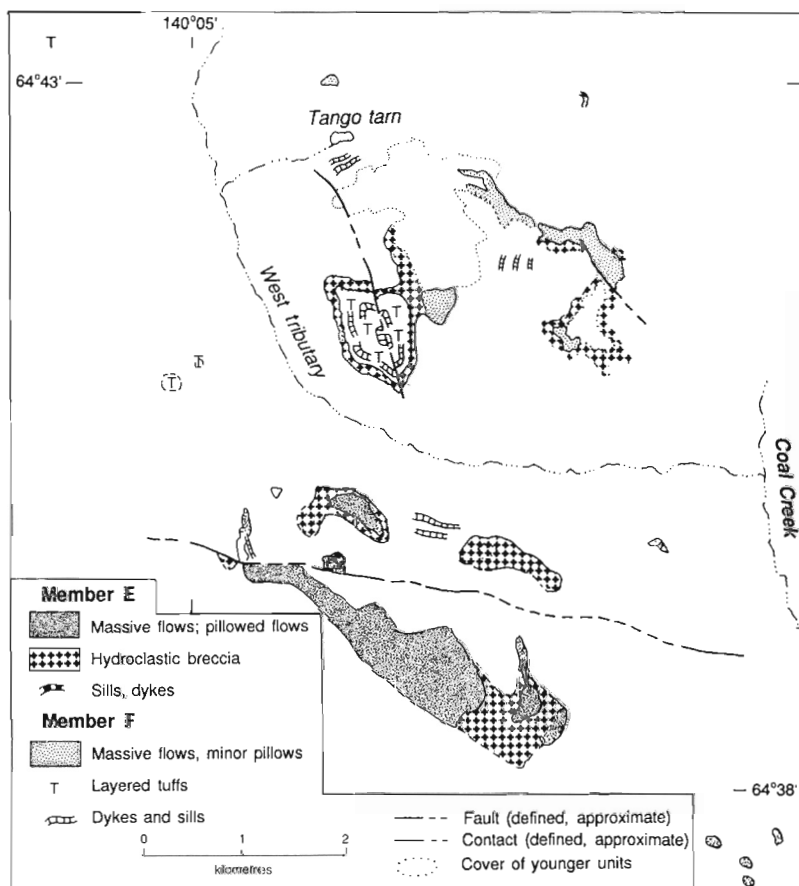 140°05'
T
64°43'
Tango tarn
West tributary
T
T
T
T
T
T
T
Coal Creek
Member E
Massive flows; pillowed flows
Hydroclastic breccia
Sills, dykes
Member F
Massive flows, minor pillows
T Layered tuffs
Dykes and sills
64°38'
0 1 2
kilometres
Fault (defined, approximate)
Contact (defined, approximate)
Cover of younger units